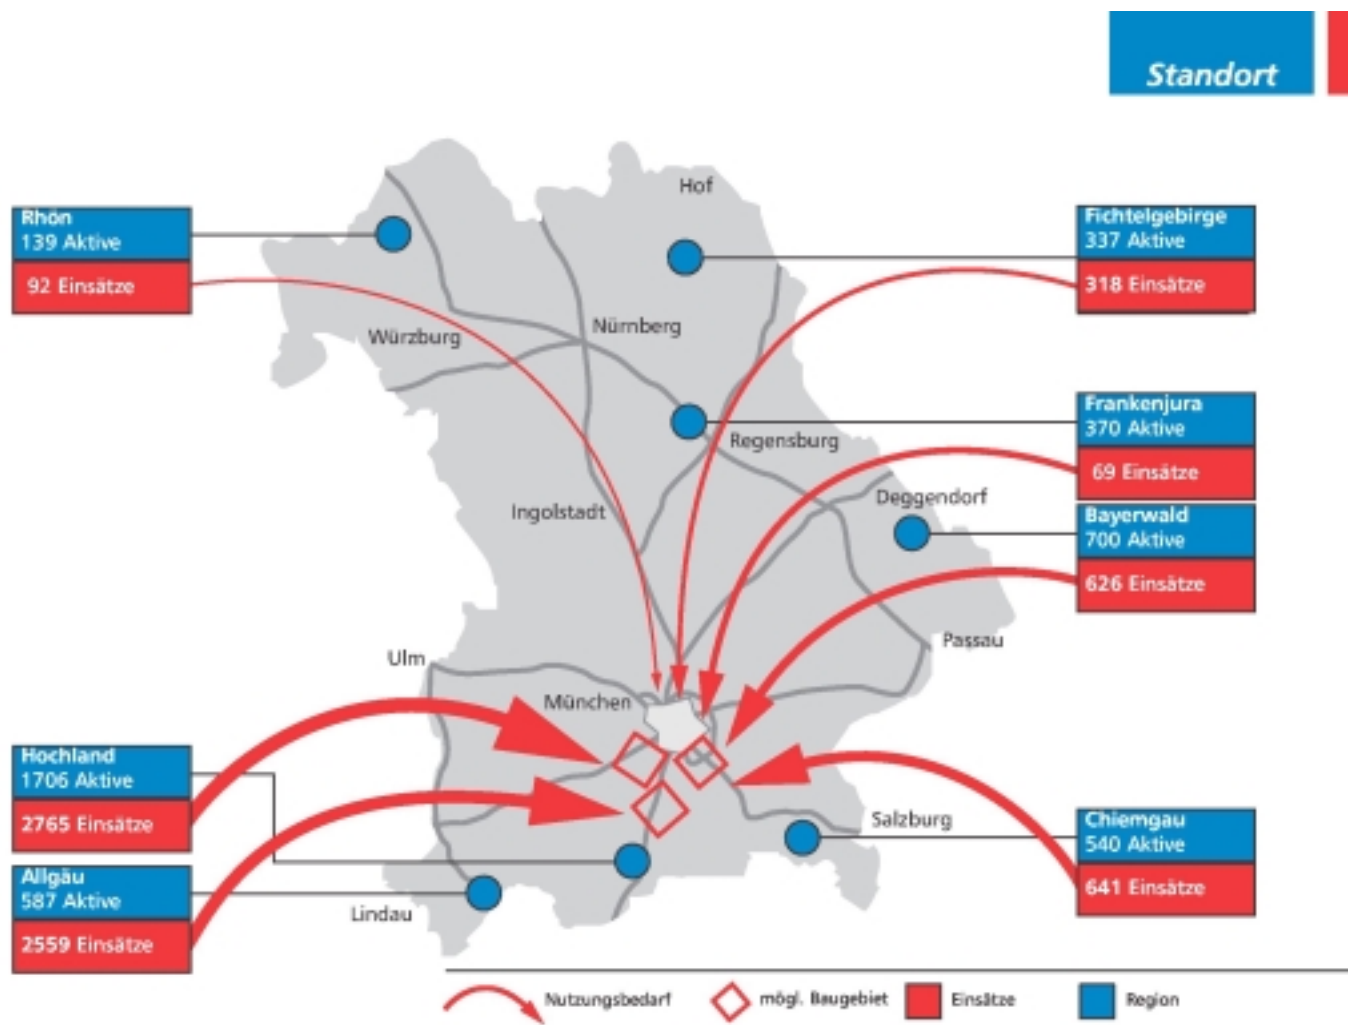 Standort
Hof
Rhön
139 Aktive
92 Einsätze
Fichtelgebirge
337 Aktive
318 Einsätze
Würzburg
Nürnberg
Frankenjura
370 Aktive
69 Einsätze
Regensburg
Ingolstadt
Deggendorf
Bayerwald
700 Aktive
626 Einsätze
Passau
Ulm
München
Hochland
1706 Aktive
2765 Einsätze
Salzburg
Chiemgau
540 Aktive
641 Einsätze
Allgäu
587 Aktive
2559 Einsätze
Lindau
Nutzungsbedarf
mögl. Baugebiet
Einsätze
Region